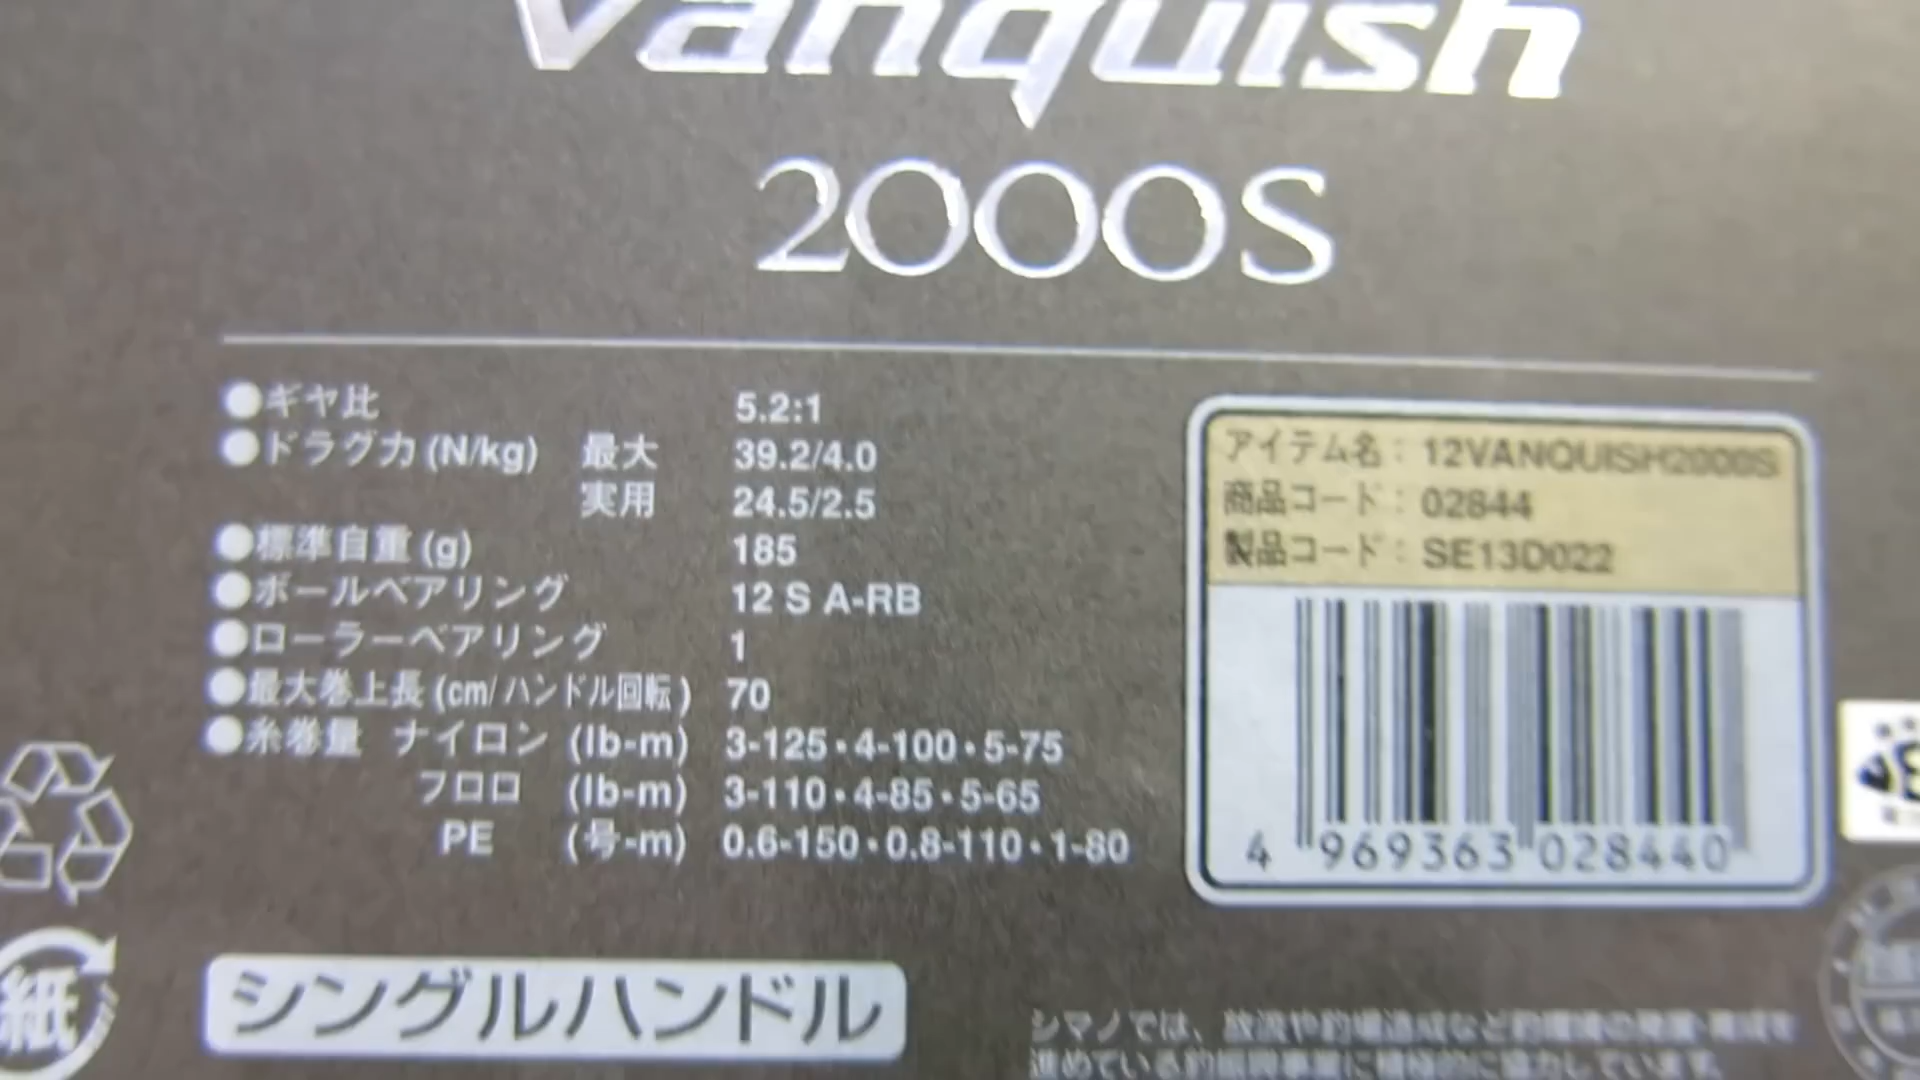 Vanquish
2000S
●ギヤ比 5.2:1
●ドラグ力 (N/kg) 最大 39.2/4.0
実用 24.5/2.5
●標準自重 (g) 185
●ボールベアリング 12 S A-RB
●ローラーベアリング 1
●最大巻上長 (cm/ハンドル回転) 70
●糸巻量 ナイロン (lb-m) 3-125・4-100・5-75
フロロ (lb-m) 3-110・4-85・5-65
PE (号-m) 0.6-150・0.8-110・1-80
アイテム名：12VANQUISH2000S
商品コード：02844
製品コード：SE13D022
4 969363 028440
紙
シングルハンドル
シマノでは、放流や釣場造成など釣環境の保全・育成を
進めている釣振興事業に積極的に協力しています。